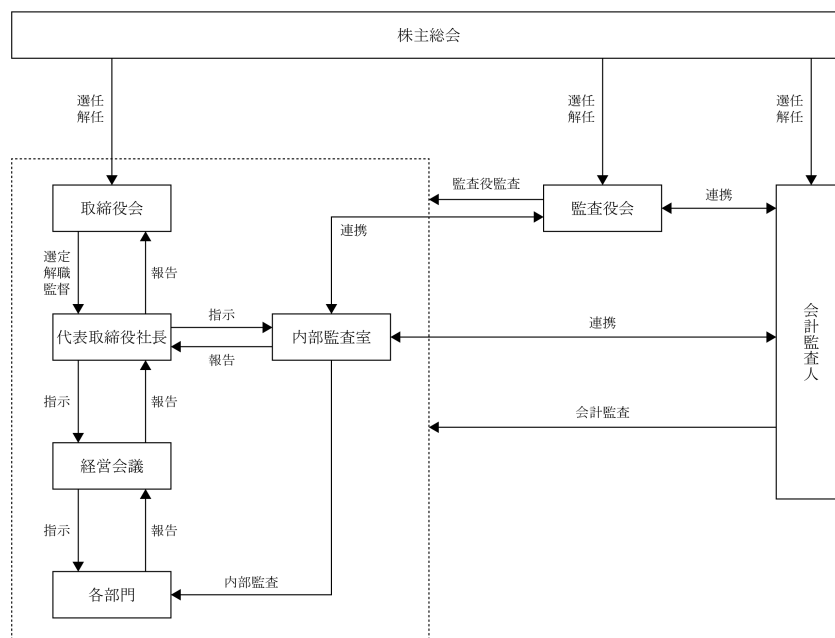 株主総会
選任
解任
選任
解任
選任
解任
取締役会
監査役監査
監査役会
連携
連携
選定
解職
監督
報告
代表取締役社長
指示
報告
内部監査室
連携
会計監査人
指示
報告
会計監査
経営会議
指示
報告
各部門
内部監査